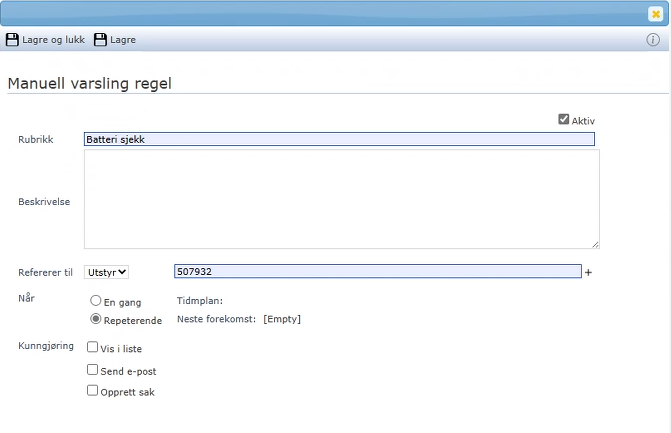 Lagre og lukk Lagre
Manuell varsling regel
Aktiv
Rubrikk Batteri sjekk
Beskrivelse
Refererer til Utstyr 507932 +
Når En gang Tidmplan:
Repeterende Neste forekomst: [Empty]
Kunngjøring Vis i liste
Send e-post
Opprett sak